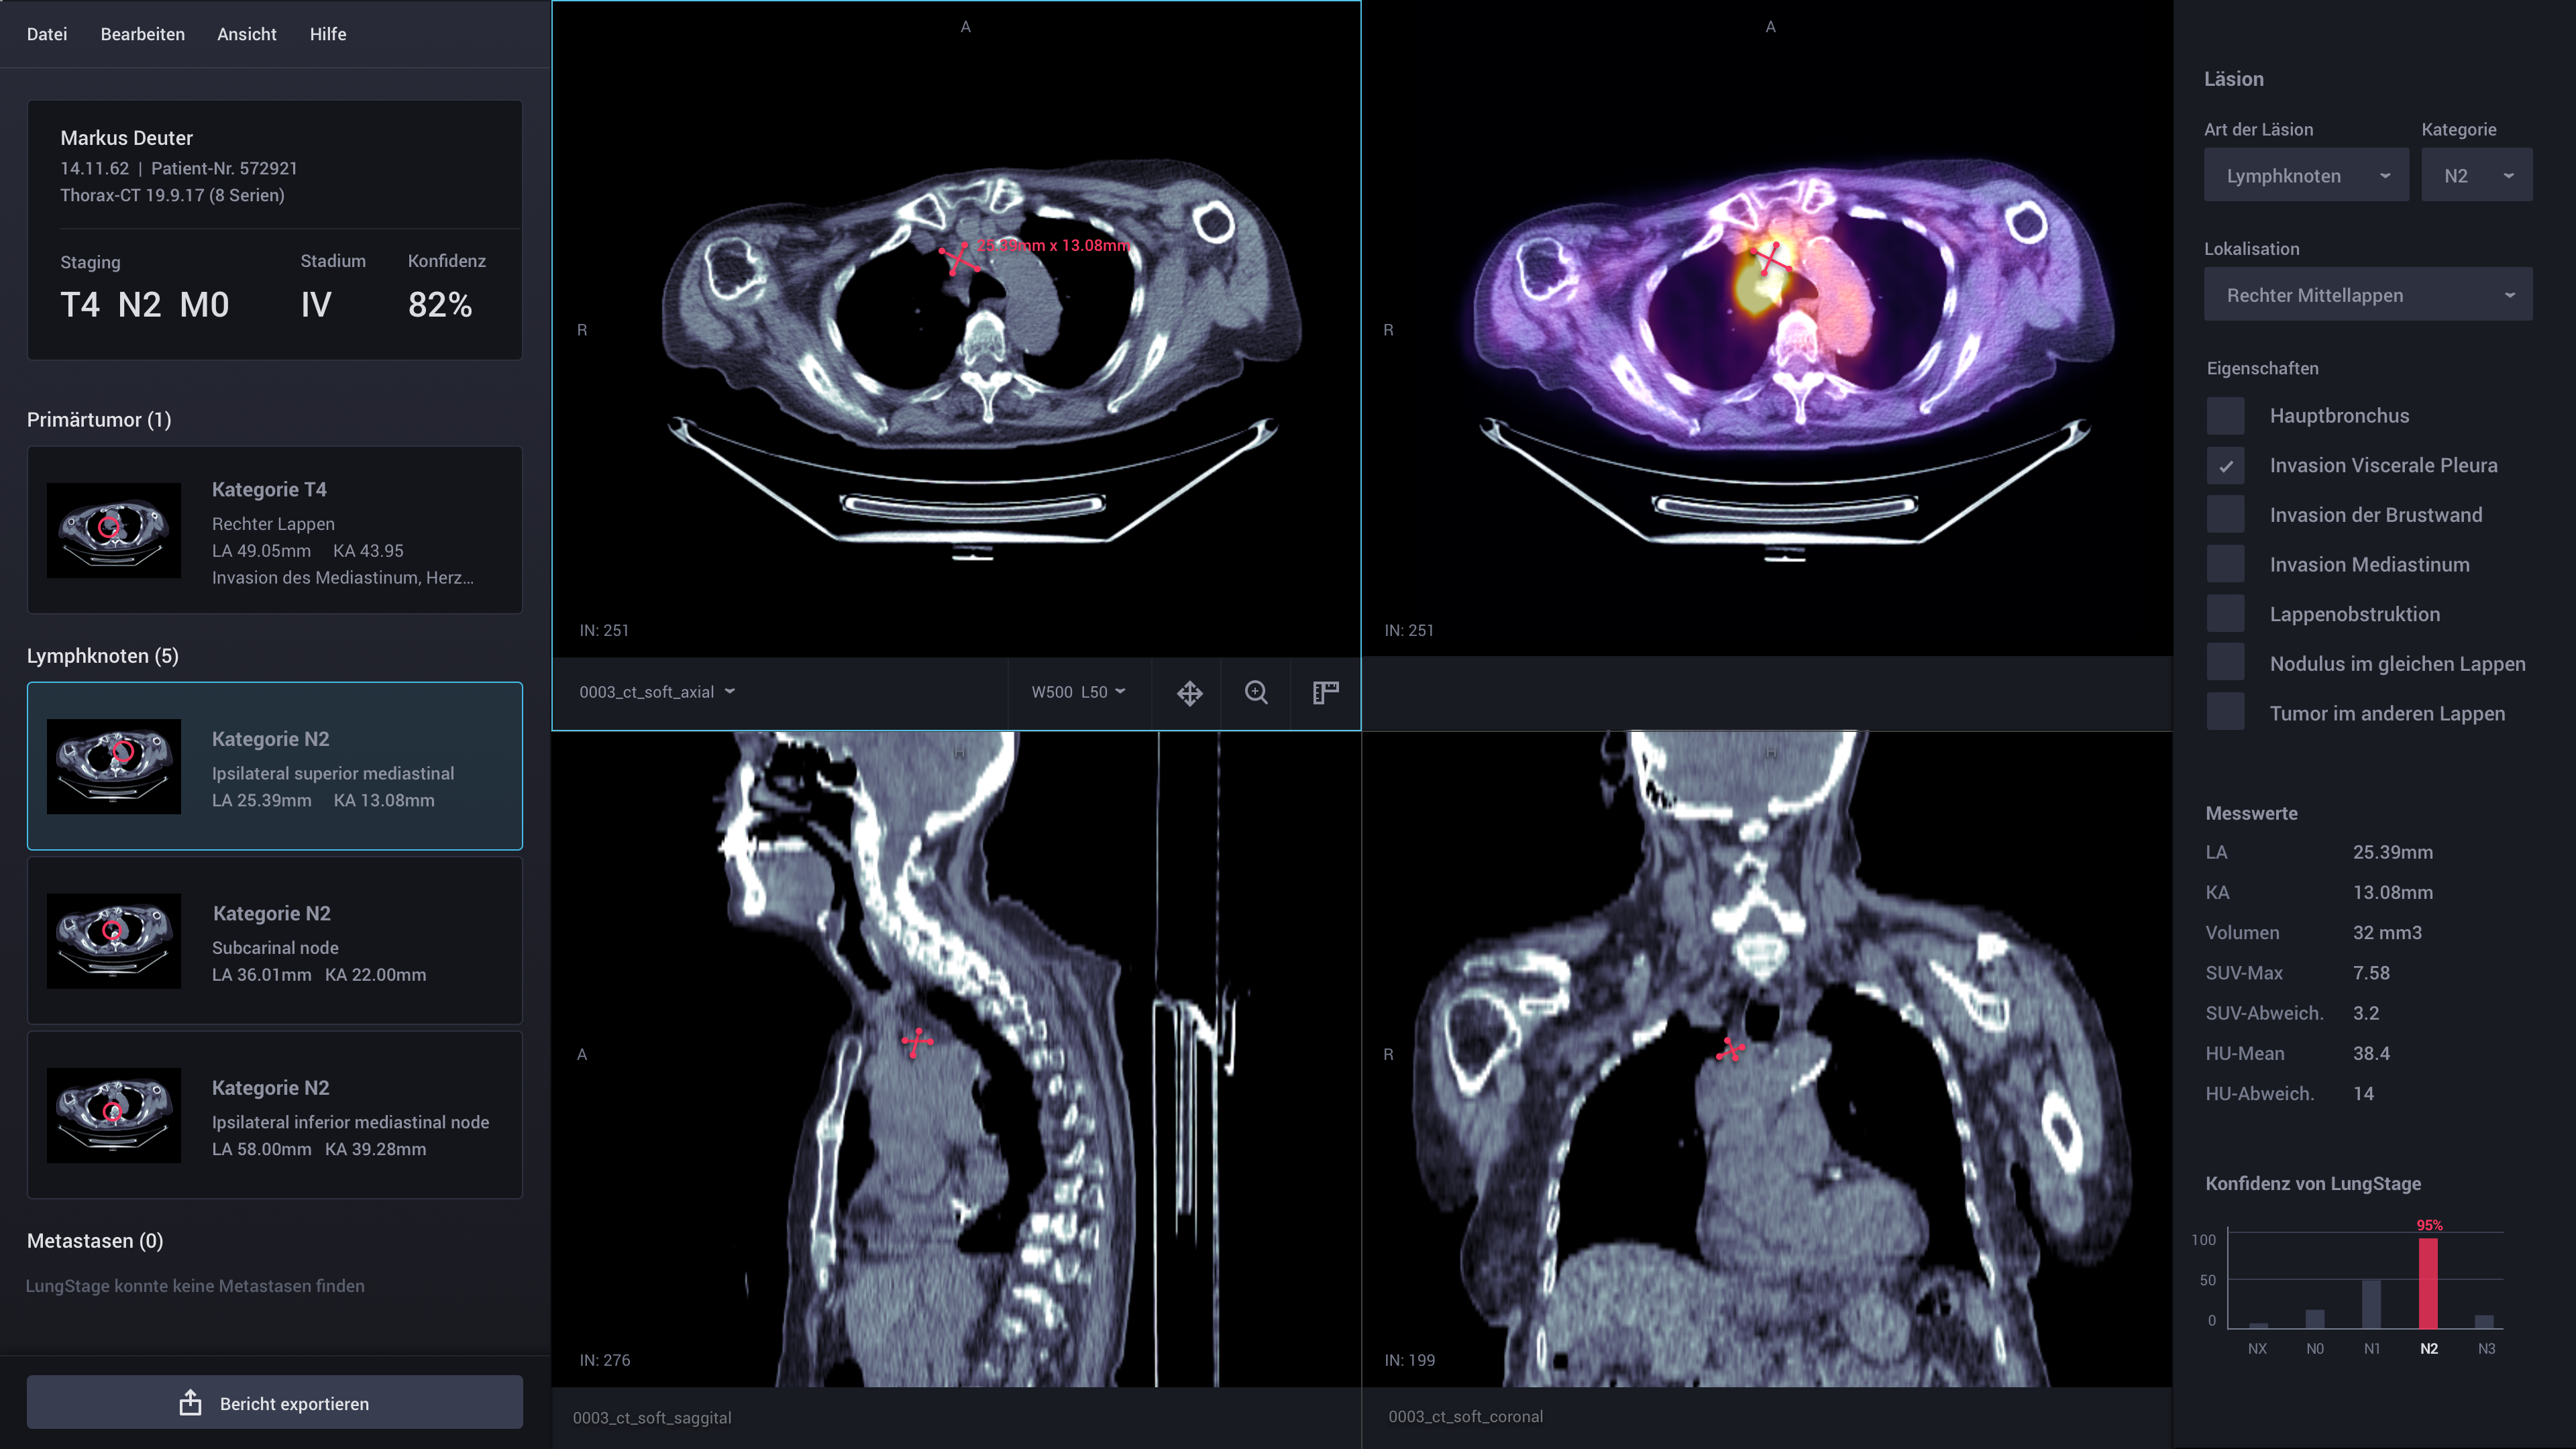 Datei Bearbeiten Ansicht Hilfe
Markus Deuter
14.11.62 | Patient-Nr. 572921
Thorax-CT 19.9.17 (8 Serien)
Staging Stadium Konfidenz
T4 N2 M0 IV 82%
Primärtumor (1)
Kategorie T4
Rechter Lappen
LA 49.05mm KA 43.95
Invasion des Mediastinum, Herz...
Lymphknoten (5)
Kategorie N2
Ipsilateral superior mediastinal
LA 25.39mm KA 13.08mm
Kategorie N2
Subcarinal node
LA 36.01mm KA 22.00mm
Kategorie N2
Ipsilateral inferior mediastinal node
LA 58.00mm KA 39.28mm
Metastasen (0)
LungStage konnte keine Metastasen finden
Bericht exportieren
A
25.39mm x 13.08mm
R
IN: 251
0003_ct_soft_axial W500 L50
A
R
IN: 251
H
A
IN: 276
0003_ct_soft_saggital
H
R
IN: 199
0003_ct_soft_coronal
Läsion
Art der Läsion Kategorie
Lymphknoten N2
Lokalisation
Rechter Mittellappen
Eigenschaften
Hauptbronchus
Invasion Viscerale Pleura
Invasion der Brustwand
Invasion Mediastinum
Lappenobstruktion
Nodulus im gleichen Lappen
Tumor im anderen Lappen
Messwerte
LA 25.39mm
KA 13.08mm
Volumen 32 mm3
SUV-Max 7.58
SUV-Abweich. 3.2
HU-Mean 38.4
HU-Abweich. 14
Konfidenz von LungStage
95%
100
50
0
NX N0 N1 N2 N3